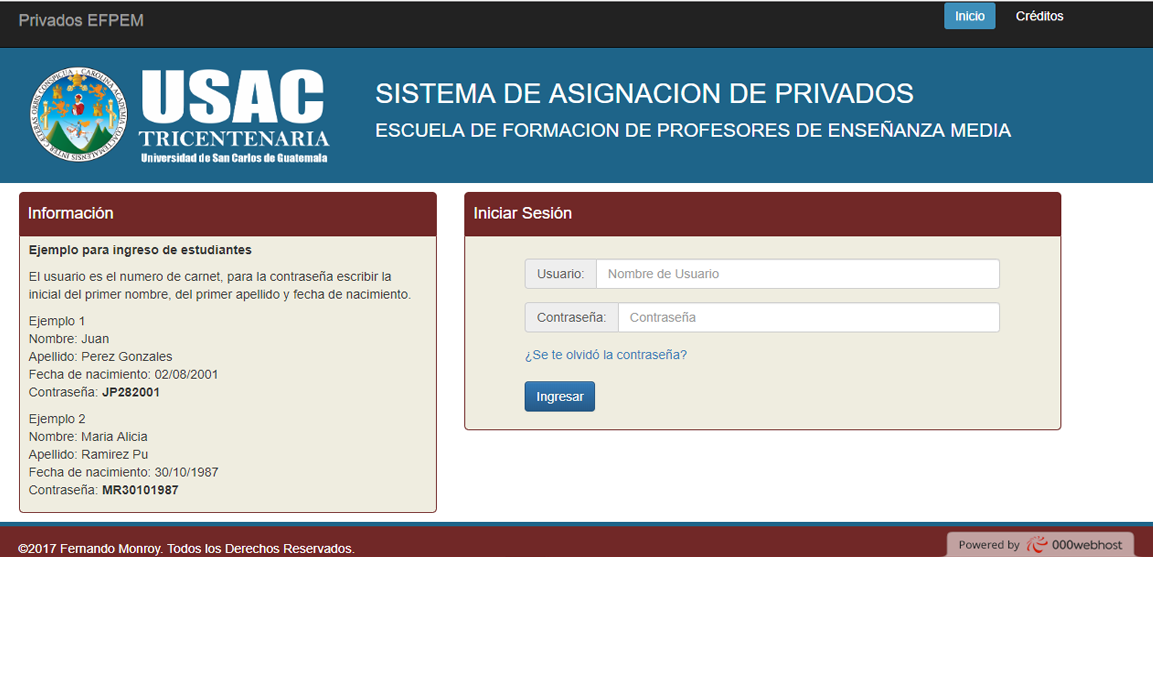 Privados EFPEM
Inicio
Créditos
USAC
TRICENTENARIA
Universidad de San Carlos de Guatemala
SISTEMA DE ASIGNACION DE PRIVADOS
ESCUELA DE FORMACION DE PROFESORES DE ENSEÑANZA MEDIA
Información
Ejemplo para ingreso de estudiantes
El usuario es el numero de carnet, para la contraseña escribir la
inicial del primer nombre, del primer apellido y fecha de nacimiento.
Ejemplo 1
Nombre: Juan
Apellido: Perez Gonzales
Fecha de nacimiento: 02/08/2001
Contraseña: JP282001
Ejemplo 2
Nombre: Maria Alicia
Apellido: Ramirez Pu
Fecha de nacimiento: 30/10/1987
Contraseña: MR30101987
Iniciar Sesión
Usuario: Nombre de Usuario
Contraseña: Contraseña
¿Se te olvidó la contraseña?
Ingresar
©2017 Fernando Monroy. Todos los Derechos Reservados.
Powered by 000webhost